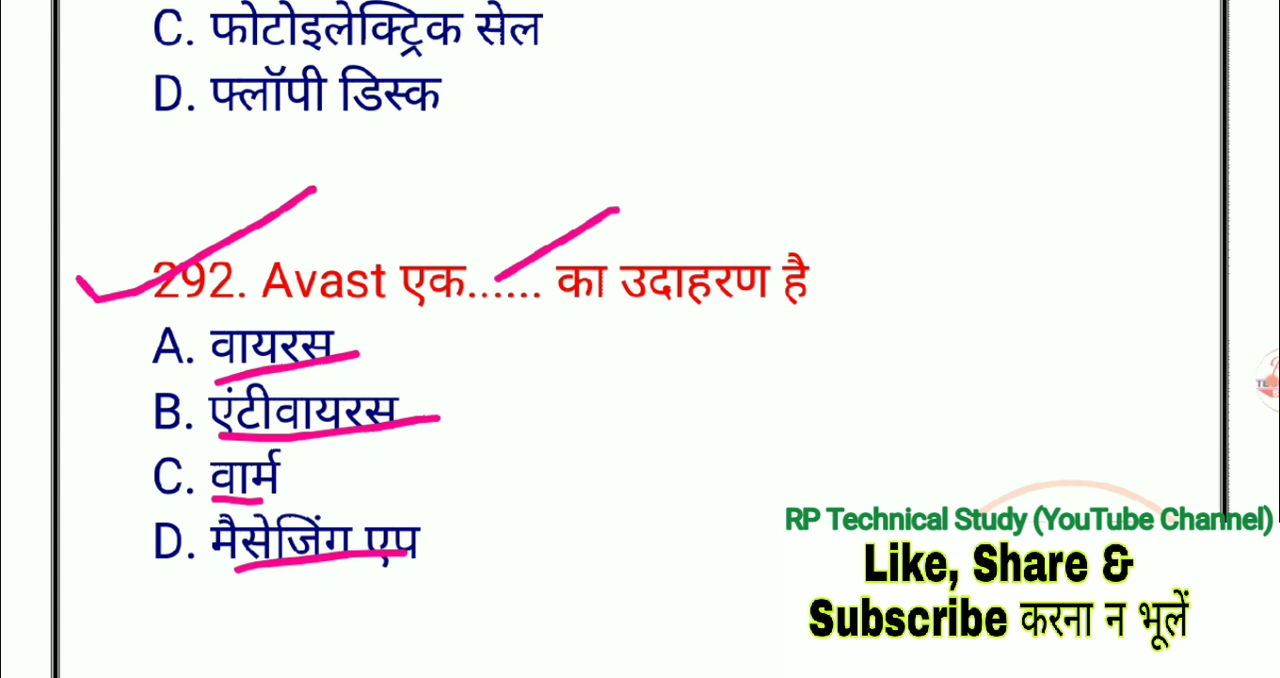 C. फोटोइलेक्ट्रिक सेल
D. फ्लॉपी डिस्क
292. Avast एक...... का उदाहरण है
A. वायरस
B. एंटीवायरस
C. वार्म
D. मैसेजिंग एप
RP Technical Study (YouTube Channel)
Like, Share &
Subscribe करना न भूलें